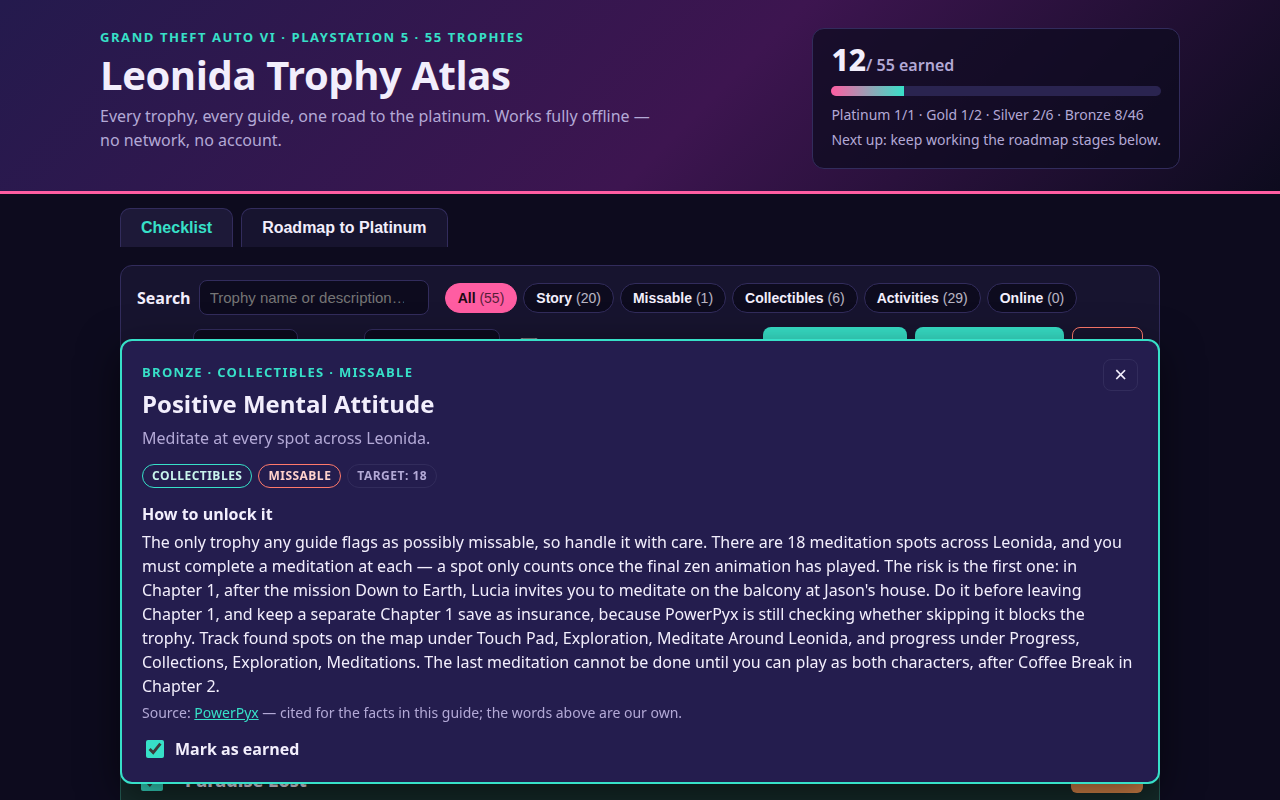 GRAND THEFT AUTO VI · PLAYSTATION 5 · 55 TROPHIES
Leonida Trophy Atlas
Every trophy, every guide, one road to the platinum. Works fully offline —
no network, no account.
12 / 55 earned
Platinum 1/1 · Gold 1/2 · Silver 2/6 · Bronze 8/46
Next up: keep working the roadmap stages below.
Checklist
Roadmap to Platinum
Search
Trophy name or description…
All (55)
Story (20)
Missable (1)
Collectibles (6)
Activities (29)
Online (0)
BRONZE · COLLECTIBLES · MISSABLE
×
Positive Mental Attitude
Meditate at every spot across Leonida.
COLLECTIBLES
MISSABLE
TARGET: 18
How to unlock it
The only trophy any guide flags as possibly missable, so handle it with care. There are 18 meditation spots across Leonida, and you
must complete a meditation at each — a spot only counts once the final zen animation has played. The risk is the first one: in
Chapter 1, after the mission Down to Earth, Lucia invites you to meditate on the balcony at Jason's house. Do it before leaving
Chapter 1, and keep a separate Chapter 1 save as insurance, because PowerPyx is still checking whether skipping it blocks the
trophy. Track found spots on the map under Touch Pad, Exploration, Meditate Around Leonida, and progress under Progress,
Collections, Exploration, Meditations. The last meditation cannot be done until you can play as both characters, after Coffee Break in
Chapter 2.
Source: PowerPyx — cited for the facts in this guide; the words above are our own.
Mark as earned
Paradise Lost